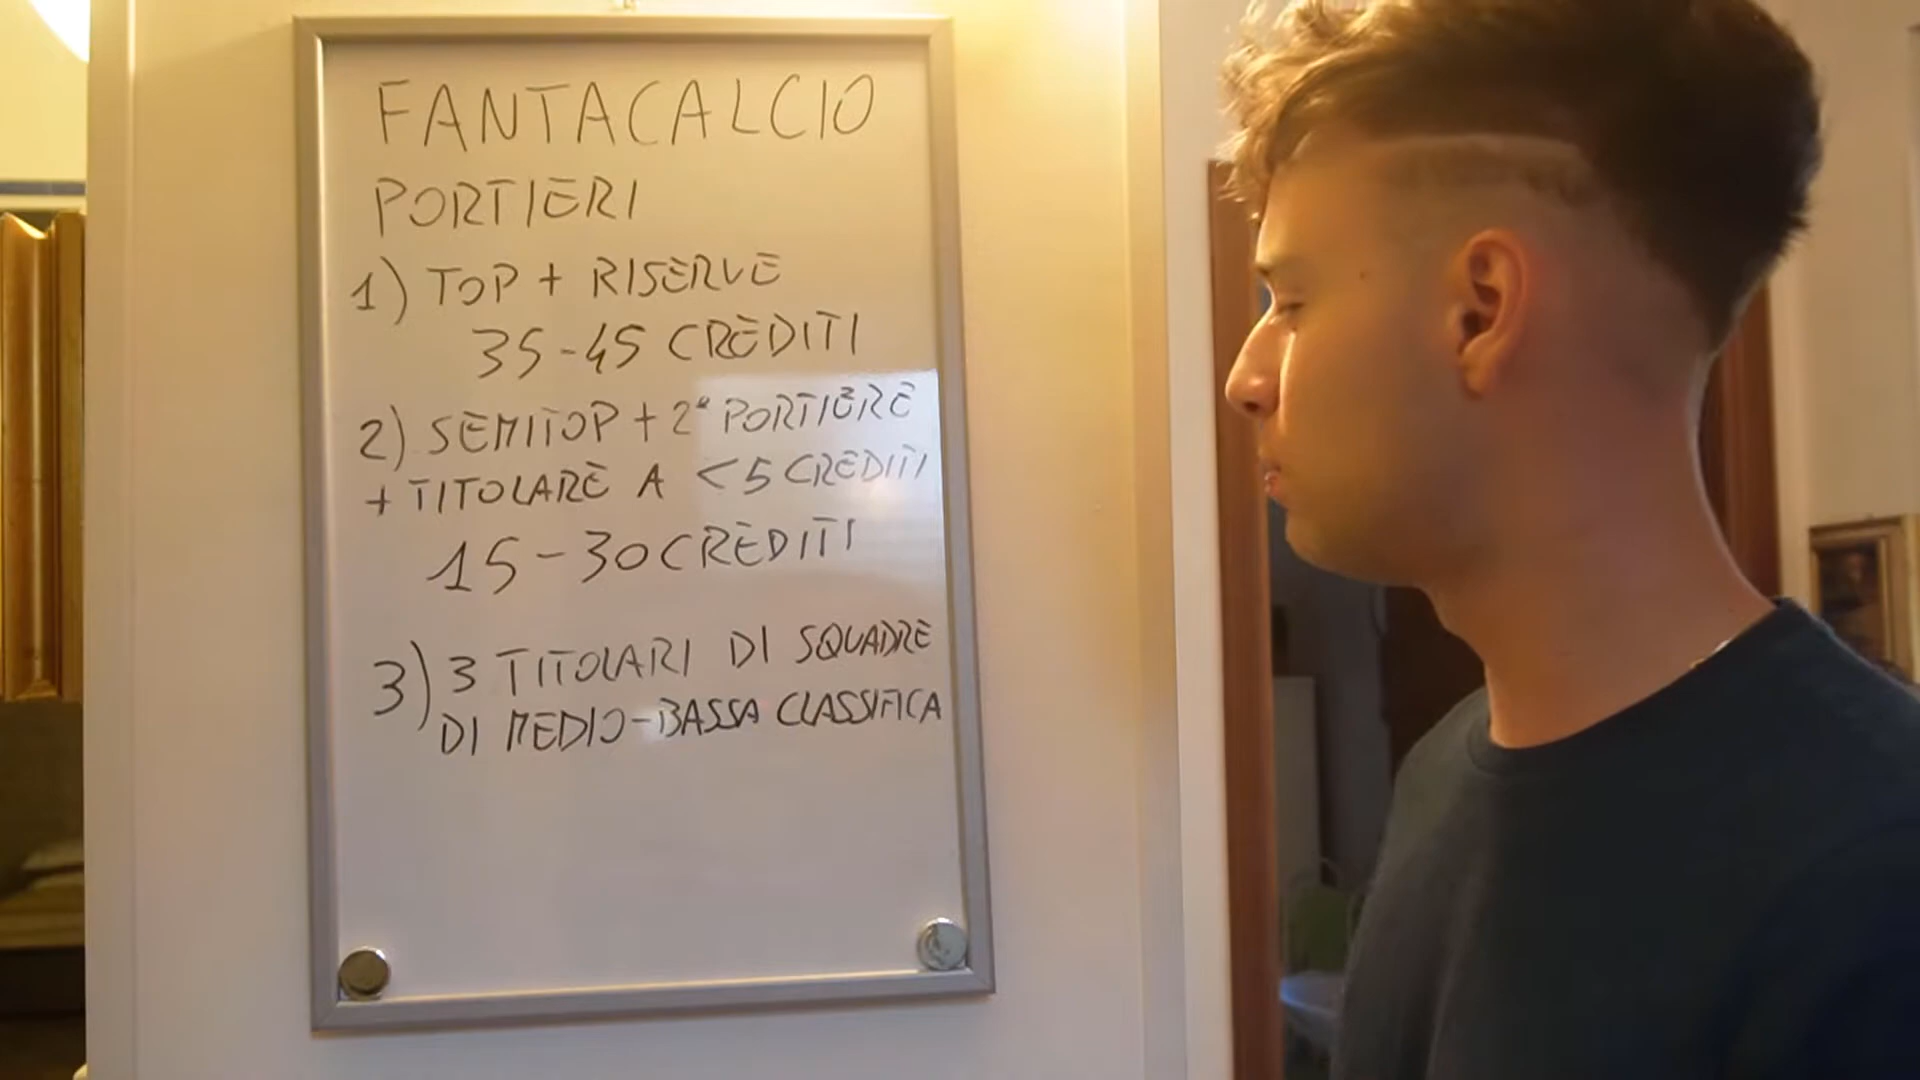 FANTACALCIO
PORTIERI
1) TOP + RISERVE
35-45 CREDITI
2) SEMITOP + 2° PORTIERE
+ TITOLARE A <5 CREDITI
15-30 CREDITI
3) 3 TITOLARI DI SQUADRE
DI MEDIO-BASSA CLASSIFICA